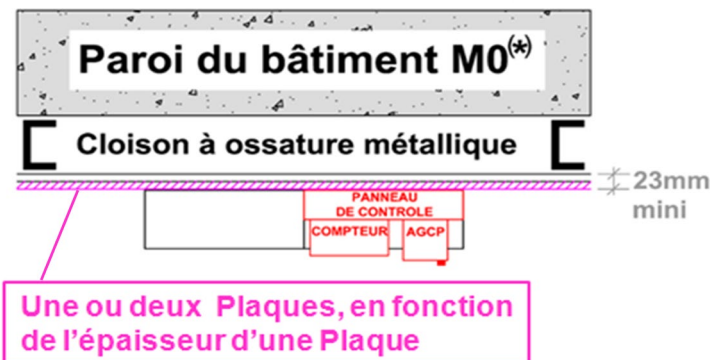 Paroi du bâtiment M0(*)
Cloison à ossature métallique
23mm
mini
PANNEAU
DE CONTROLE
COMPTEUR AGCP
Une ou deux Plaques, en fonction
de l'épaisseur d'une Plaque